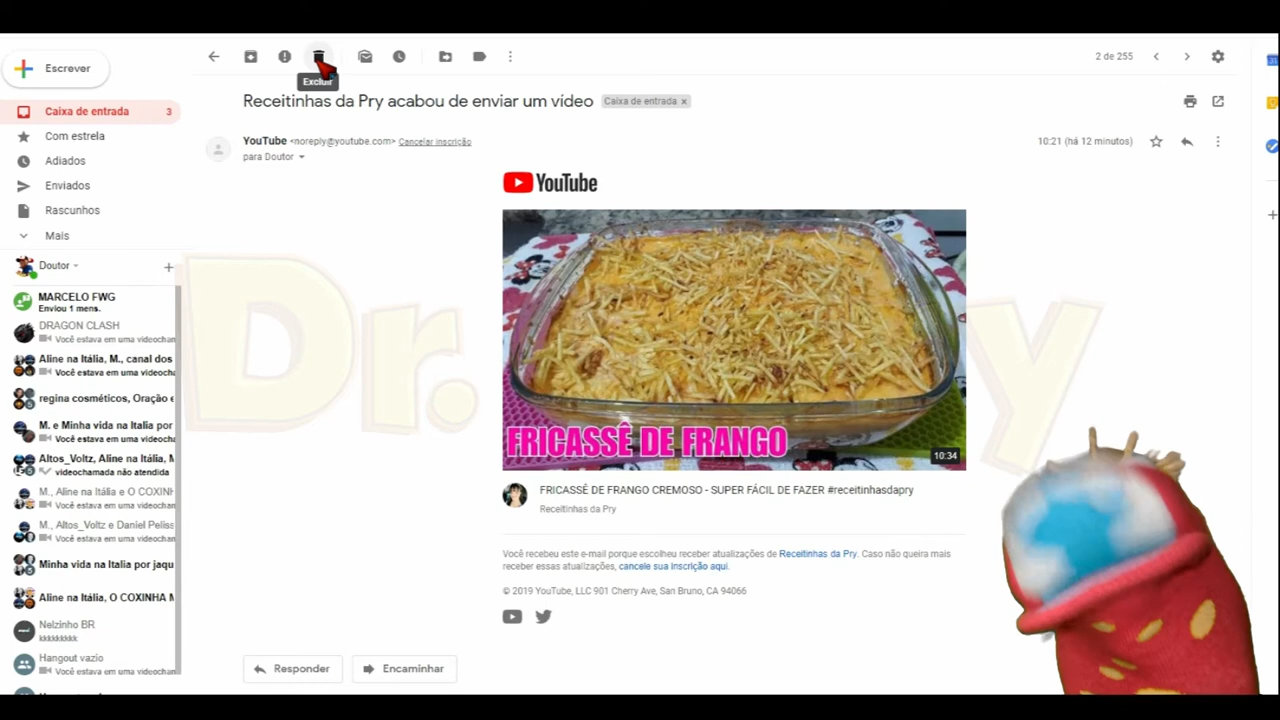 Escrever
Excluir
2 de 255
Receitinhas da Pry acabou de enviar um vídeo
Caixa de entrada ×
Caixa de entrada 3
Com estrela
Adiados
Enviados
Rascunhos
Mais
YouTube <noreply@youtube.com> Cancelar inscrição
para Doutor
10:21 (há 12 minutos)
YouTube
FRICASSÊ DE FRANGO
10:34
FRICASSÊ DE FRANGO CREMOSO - SUPER FÁCIL DE FAZER #receitinhasdapry
Receitinhas da Pry
Você recebeu este e-mail porque escolheu receber atualizações de Receitinhas da Pry. Caso não queira mais
receber essas atualizações, cancele sua inscrição aqui.
© 2019 YouTube, LLC 901 Cherry Ave, San Bruno, CA 94066
Responder
Encaminhar
Doutor
MARCELO FWG
Enviou 1 mens.
DRAGON CLASH
Você estava em uma videochar
Aline na Itália, M., canal dos
Você estava em uma videoch
regina cosméticos, Oração e
M. e Minha vida na Italia por
Você estava em uma videoch
Altos_Voltz, Aline na Itália, M
videochamada não atendida
M., Aline na Itália e O COXINH
Você estava em uma videochar
M., Altos_Voltz e Daniel Peliss
Você estava em uma videochar
Minha vida na Italia por jaqu
Aline na Itália, O COXINHA M
Nelzinho BR
kkkkkkkkk
Hangout vazio
Você estava em uma videochar
Dr.
y